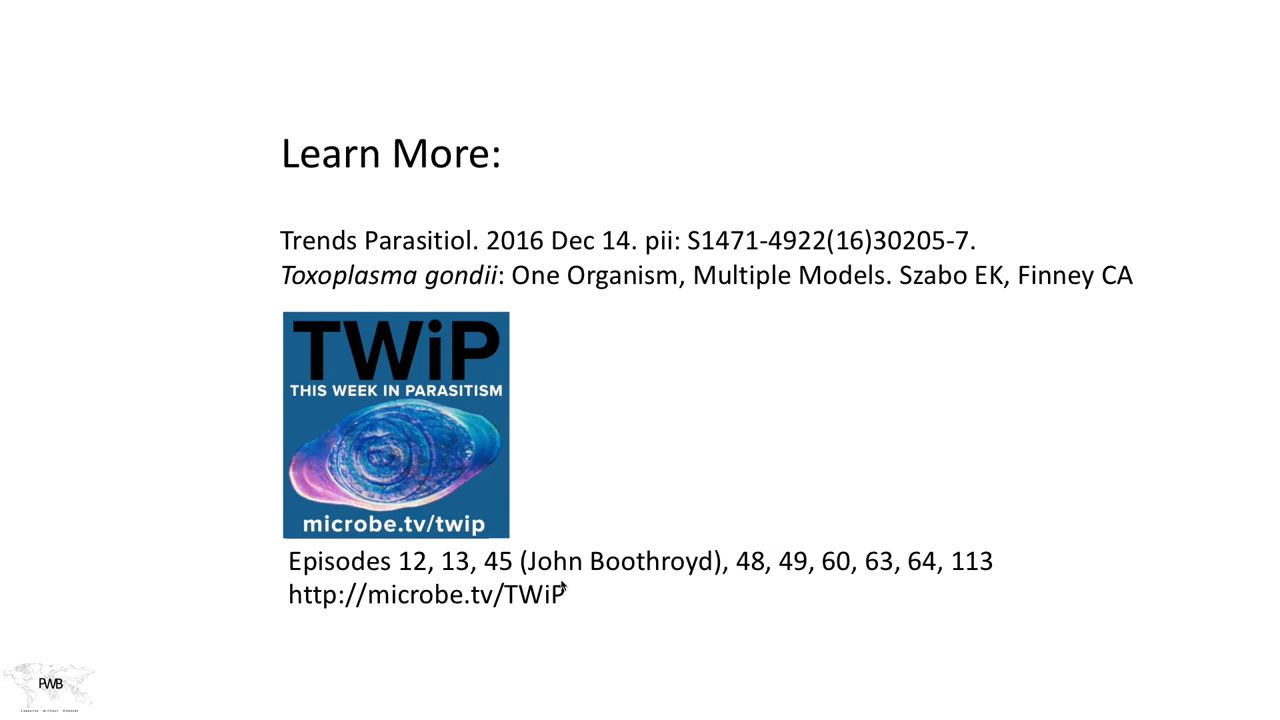 Learn More:
Trends Parasitiol. 2016 Dec 14. pii: S1471-4922(16)30205-7.
Toxoplasma gondii: One Organism, Multiple Models. Szabo EK, Finney CA
TWiP
THIS WEEK IN PARASITISM
microbe.tv/twip
Episodes 12, 13, 45 (John Boothroyd), 48, 49, 60, 63, 64, 113
http://microbe.tv/TWiP
PWB